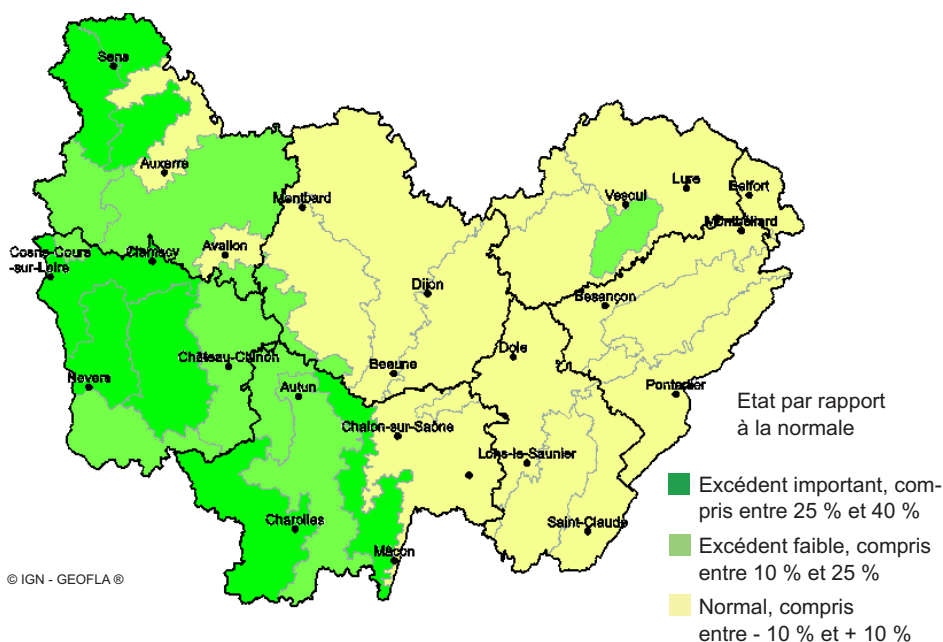 Sens
Auxerre
Montbard
Avallon
Cosne-Cours
-sur-Loire
Clamecy
Dijon
Vesoul
Lure
Belfort
Montbéliard
Besançon
Château-Chinon
Nevers
Autun
Beaune
Dole
Pontarlier
Chalon-sur-Saône
Lons-le-Saunier
Charolles
Saint-Claude
Mâcon
Etat par rapport
à la normale
Excédent important, com-
pris entre 25 % et 40 %
Excédent faible, compris
entre 10 % et 25 %
Normal, compris
entre - 10 % et + 10 %
© IGN - GEOFLA ®